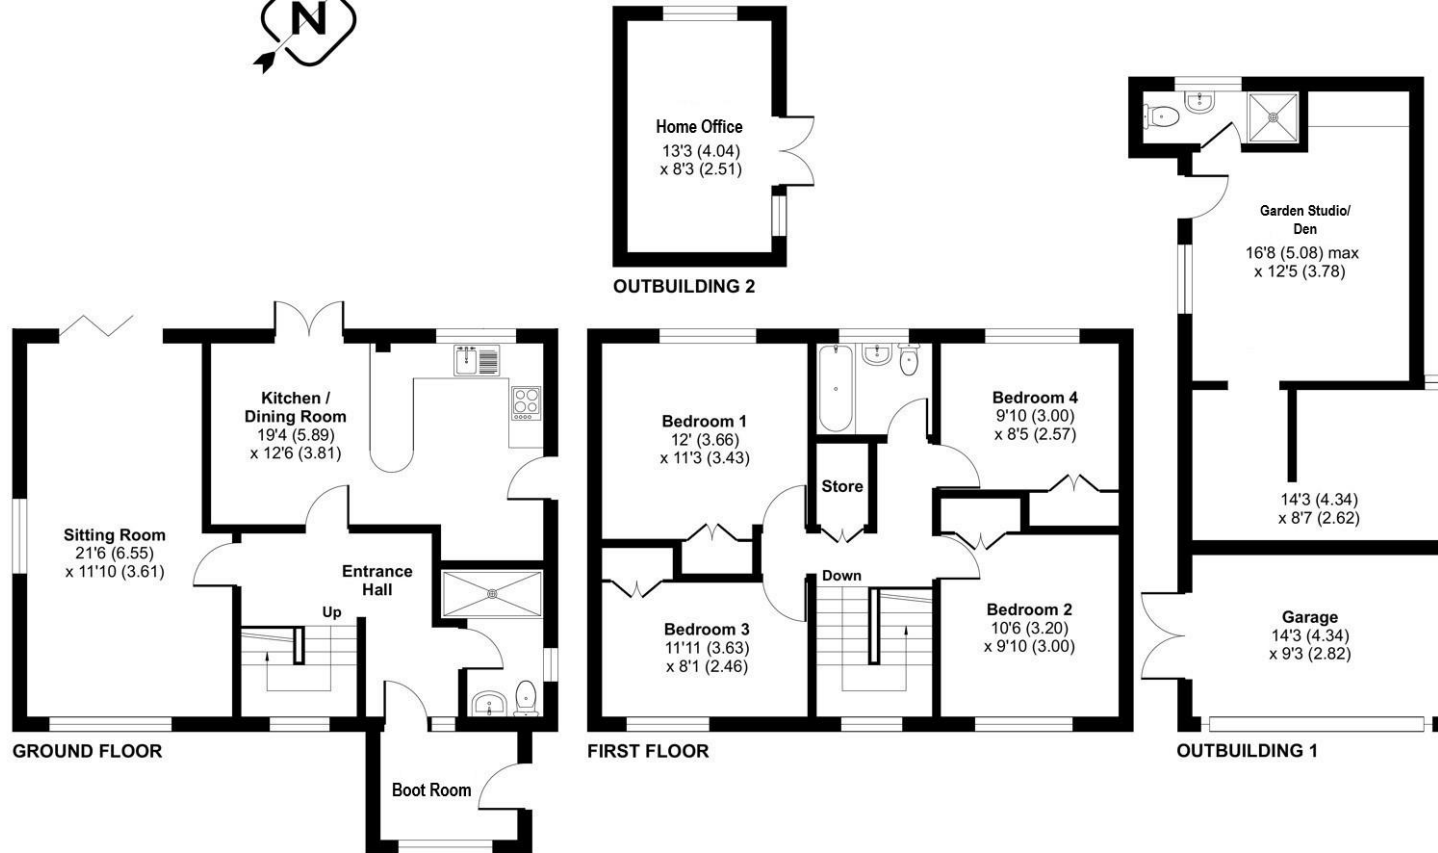 N
Home Office
13'3 (4.04)
x 8'3 (2.51)
OUTBUILDING 2
Garden Studio/
Den
16'8 (5.08) max
x 12'5 (3.78)
14'3 (4.34)
x 8'7 (2.62)
Garage
14'3 (4.34)
x 9'3 (2.82)
OUTBUILDING 1
Kitchen /
Dining Room
19'4 (5.89)
x 12'6 (3.81)
Sitting Room
21'6 (6.55)
x 11'10 (3.61)
Entrance
Hall
Up
Boot Room
GROUND FLOOR
Bedroom 1
12' (3.66)
x 11'3 (3.43)
Bedroom 4
9'10 (3.00)
x 8'5 (2.57)
Store
Down
Bedroom 3
11'11 (3.63)
x 8'1 (2.46)
Bedroom 2
10'6 (3.20)
x 9'10 (3.00)
FIRST FLOOR